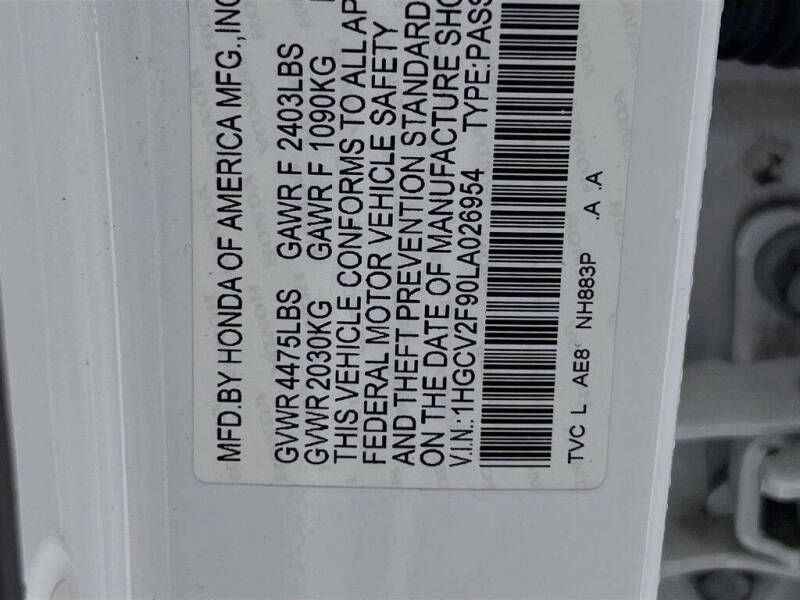 MFD.BY HONDA OF AMERICA MFG.,INC
GVWR 4475LBS GAWR F 2403LBS
GVWR 2030KG GAWR F 1090KG
THIS VEHICLE CONFORMS TO ALL AP
FEDERAL MOTOR VEHICLE SAFETY
AND THEFT PREVENTION STANDARD
ON THE DATE OF MANUFACTURE SHO
V.I.N.:1HGCV2F90LA026954 TYPE:PASS
TVC L AE8 NH883P .A .A